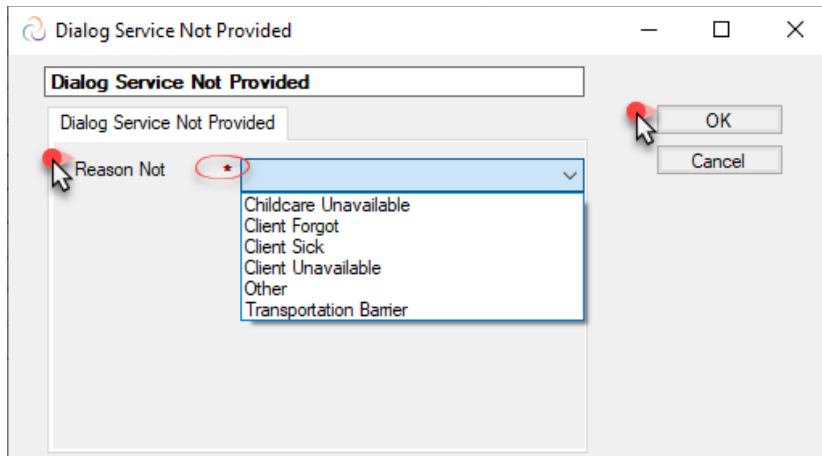 Dialog Service Not Provided
Dialog Service Not Provided
Dialog Service Not Provided
OK
Reason Not *
Cancel
Childcare Unavailable
Client Forgot
Client Sick
Client Unavailable
Other
Transportation Barrier